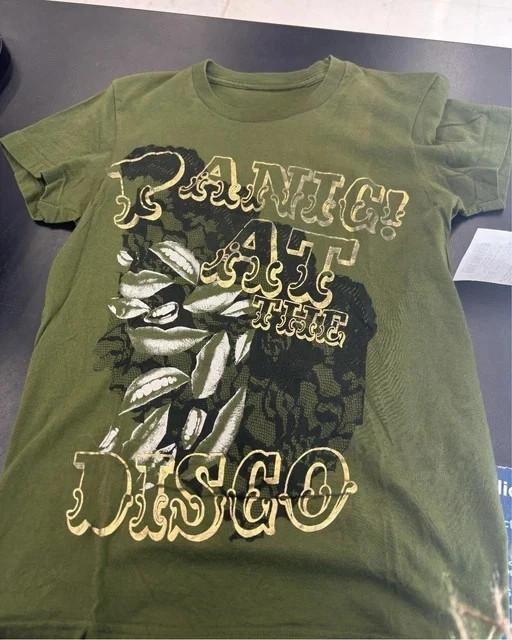 PANIC!
AT
THE
DISCO